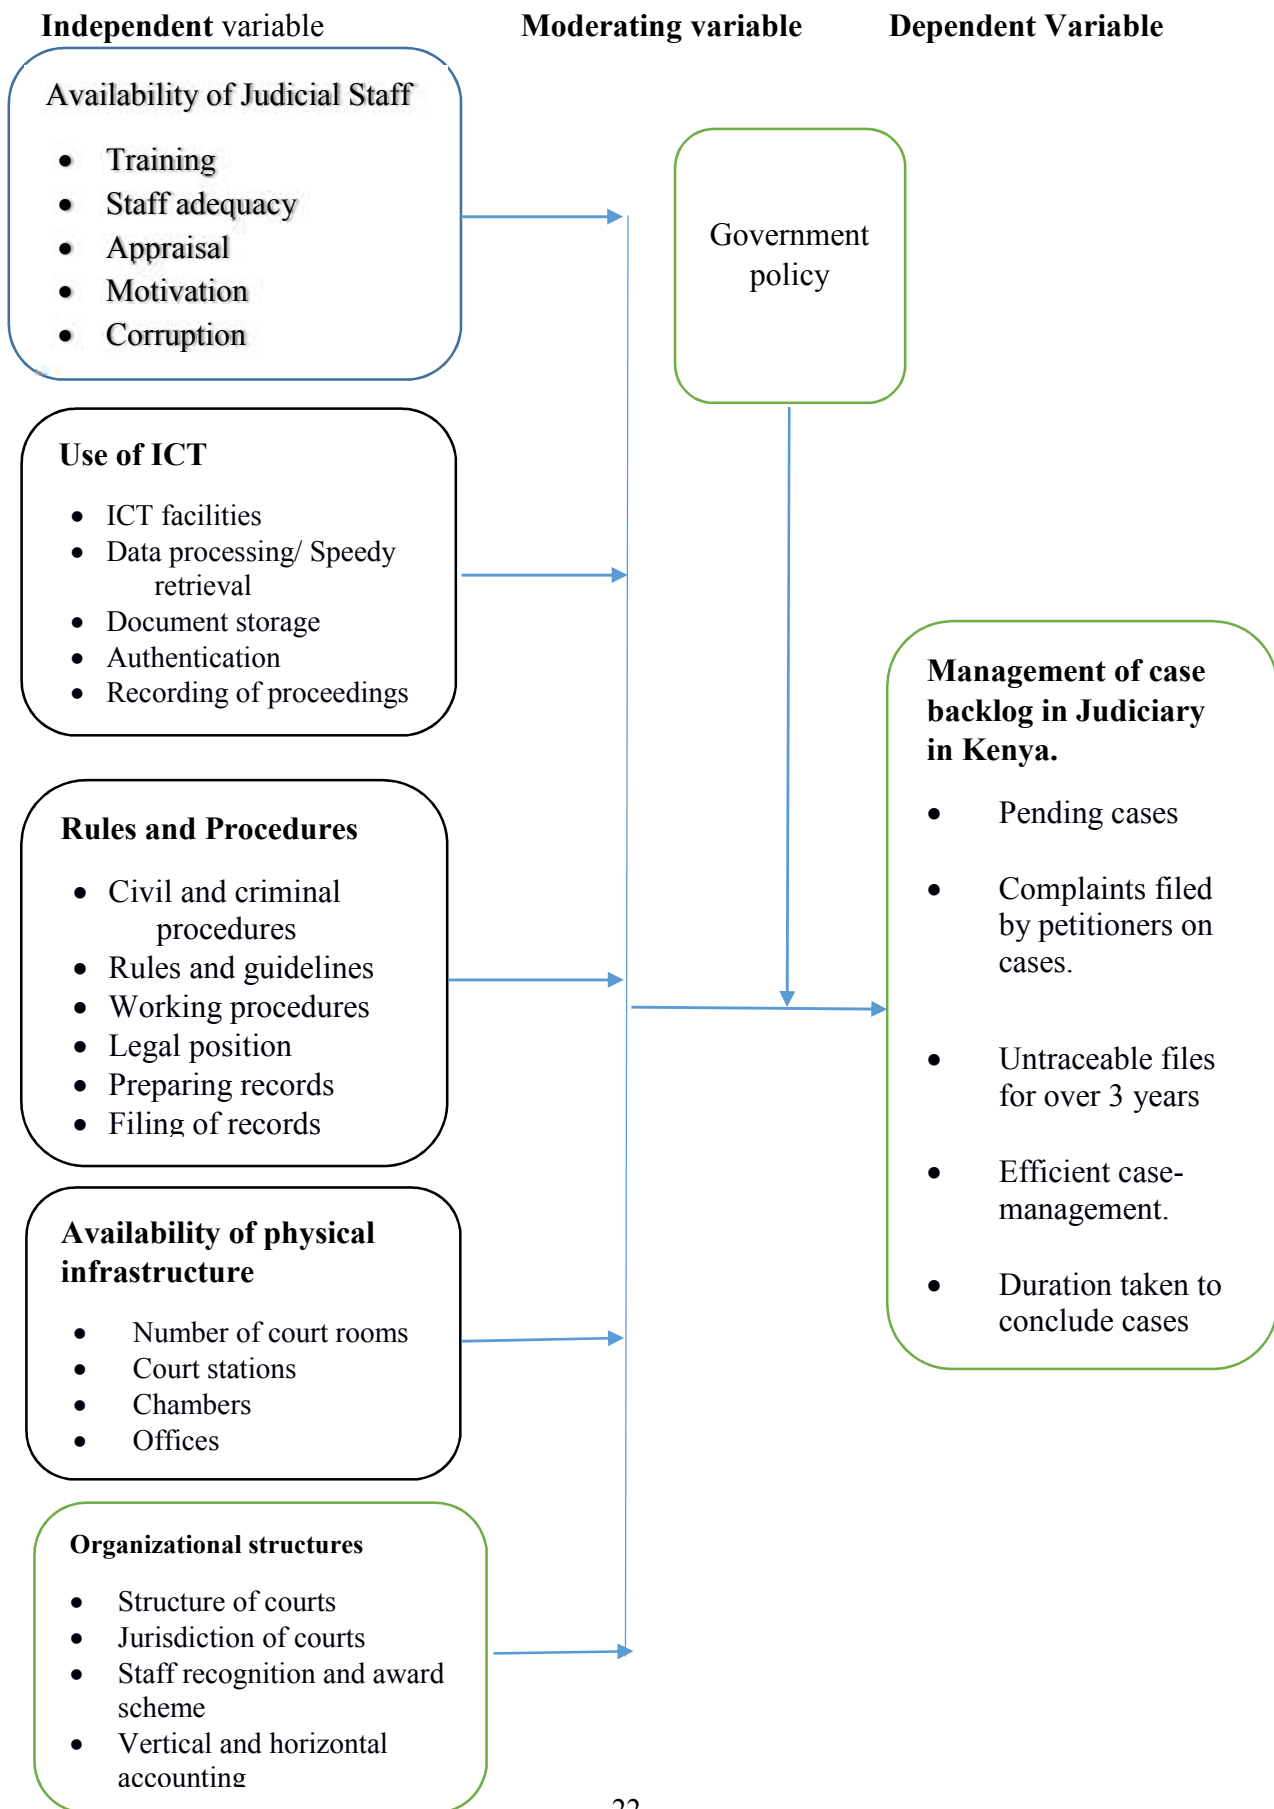 Independent variable
Moderating variable
Dependent Variable
Availability of Judicial Staff
• Training
• Staff adequacy
• Appraisal
• Motivation
• Corruption
Government
policy
Use of ICT
• ICT facilities
• Data processing/ Speedy
retrieval
• Document storage
• Authentication
• Recording of proceedings
Rules and Procedures
• Civil and criminal
procedures
• Rules and guidelines
• Working procedures
• Legal position
• Preparing records
• Filing of records
Availability of physical
infrastructure
• Number of court rooms
• Court stations
• Chambers
• Offices
Organizational structures
• Structure of courts
• Jurisdiction of courts
• Staff recognition and award
scheme
• Vertical and horizontal
accounting
Management of case
backlog in Judiciary
in Kenya.
• Pending cases
• Complaints filed
by petitioners on
cases.
• Untraceable files
for over 3 years
• Efficient case-
management.
• Duration taken to
conclude cases
22